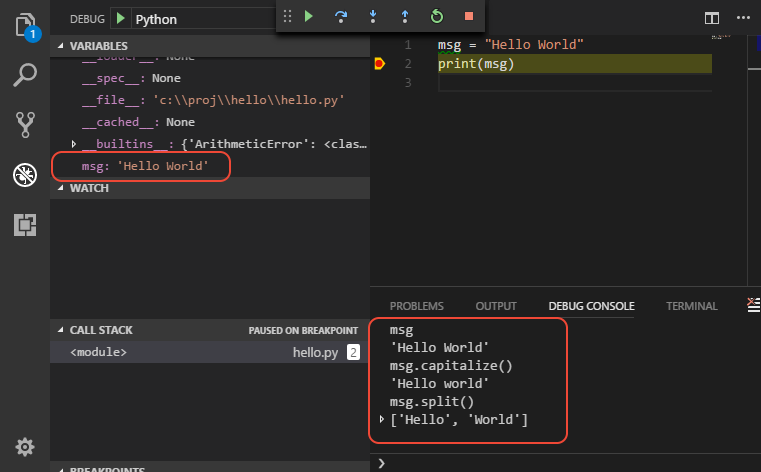 DEBUG Python
VARIABLES
__loader__: None
__spec__: None
__file__: 'c:\\proj\\hello\\hello.py'
__cached__: None
__builtins__: {'ArithmeticError': <clas…
msg: 'Hello World'
WATCH
CALL STACK PAUSED ON BREAKPOINT
<module> hello.py 2
BREAKPOINTS
1
1 msg = "Hello World"
2 print(msg)
3
PROBLEMS OUTPUT DEBUG CONSOLE TERMINAL
msg
'Hello World'
msg.capitalize()
'Hello world'
msg.split()
['Hello', 'World']